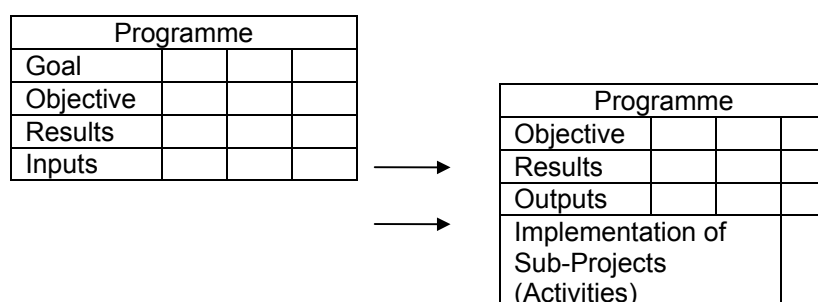 Programme
Goal
Objective
Results
Inputs
Programme
Objective
Results
Outputs
Implementation of
Sub-Projects
(Activities)